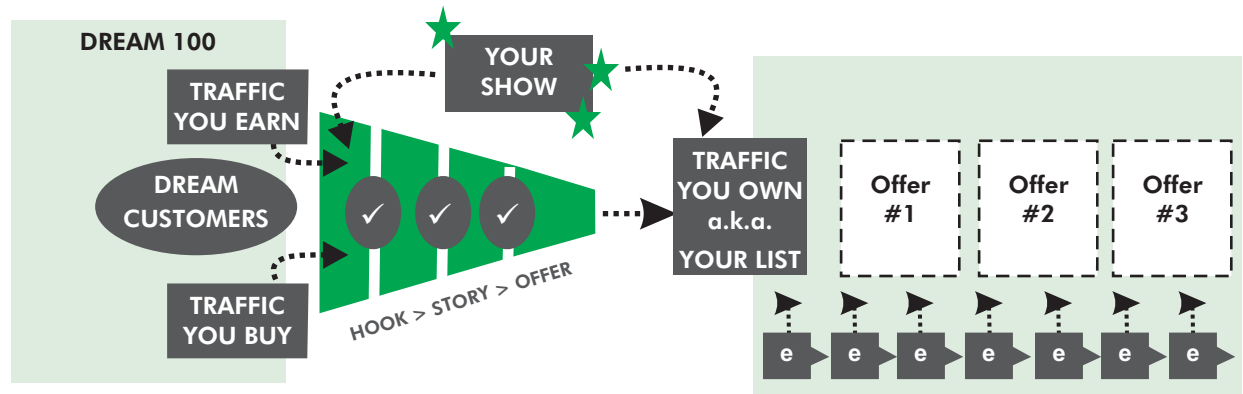 DREAM 100
TRAFFIC
YOU EARN
DREAM
CUSTOMERS
TRAFFIC
YOU BUY
YOUR
SHOW
HOOK > STORY > OFFER
TRAFFIC
YOU OWN
a.k.a.
YOUR LIST
Offer
#1
Offer
#2
Offer
#3
e
e
e
e
e
e
e